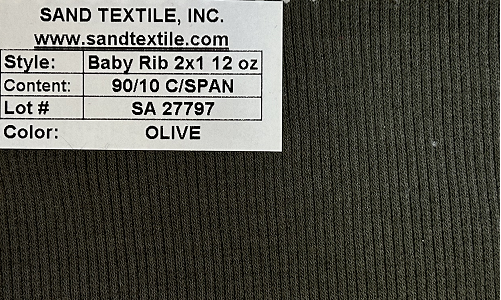 SAND TEXTILE, INC.
www.sandtextile.com
Style: Baby Rib 2x1 12 oz
Content: 90/10 C/SPAN
Lot # SA 27797
Color: OLIVE